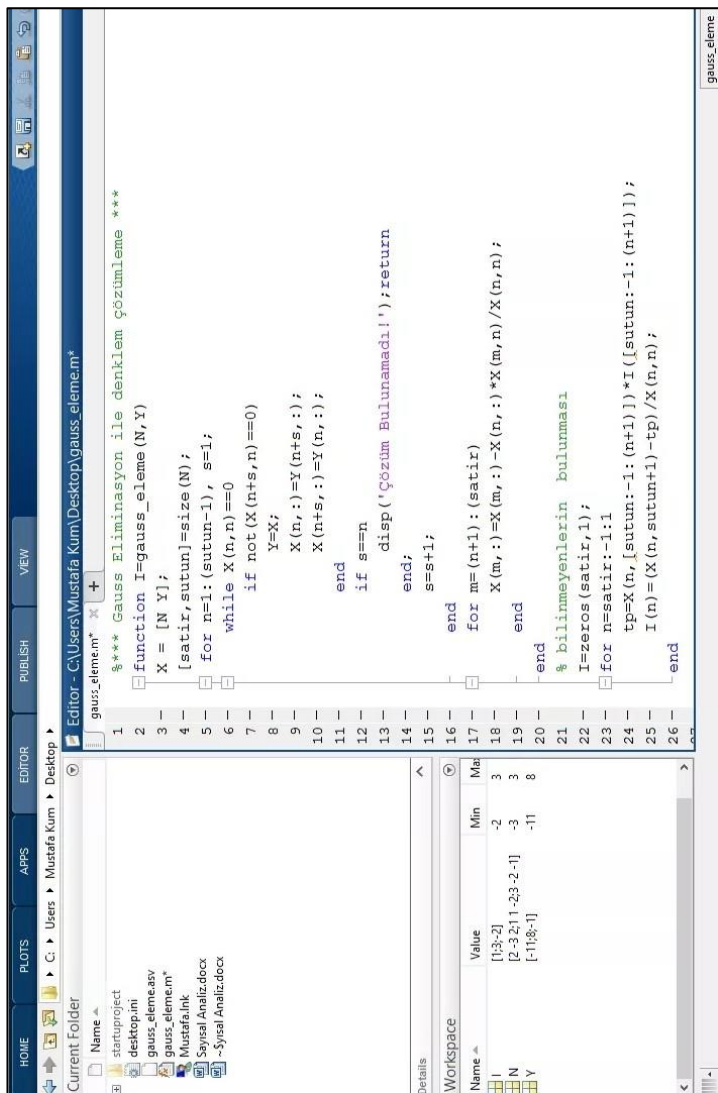 HOME PLOTS APPS EDİTOR PUBLISH VIEW
C: Users Mustafa Kum Desktop
Current Folder
Name
startuproject
desktop.ini
gauss_eleme.asv
gauss_eleme.m*
Mustafa.lnk
Sayısal Analiz.docx
Details
Workspace
Name Value Min Ma
I [1;3;-2] -2 3
N [2 -3 2;1 1 -2;3 -2 -1] -3 3
Y [-11;8;-1] -11 8
Editor - C:\Users\Mustafa Kum\Desktop\gauss_eleme.m*
gauss_eleme.m* × +
1 %*** Gauss Eliminasyon ile denklem çözümleme ***
2 function I=gauss_eleme(N,Y)
3 - X = [N Y];
4 - [satir,sutun]=size(N);
5 - for n=1:(sutun-1), s=1;
6 - while X(n,n)==0
7 - if not(X(n+s,n)==0)
8 - Y=X;
9 - X(n,:)=Y(n+s,:);
10 - X(n+s,:)=Y(n,:);
11 - end
12 - if s==n
13 - disp('Çözüm Bulunamadı!');return
14 - end;
15 - s=s+1;
16 - end
17 - for m=(n+1):(satir)
18 - X(m,:)=X(m,:)-X(n,:)*X(m,n)/X(n,n);
19 - end
20 - end
21 % bilinmeyenlerin bulunması
22 - I=zeros(satir,1);
23 - for n=satir:-1:1
24 - tp=X(n,[sutun:-1:(n+1)])*I([sutun:-1:(n+1)]);
25 - I(n)=(X(n,sutun+1)-tp)/X(n,n);
26 - end
gauss_eleme